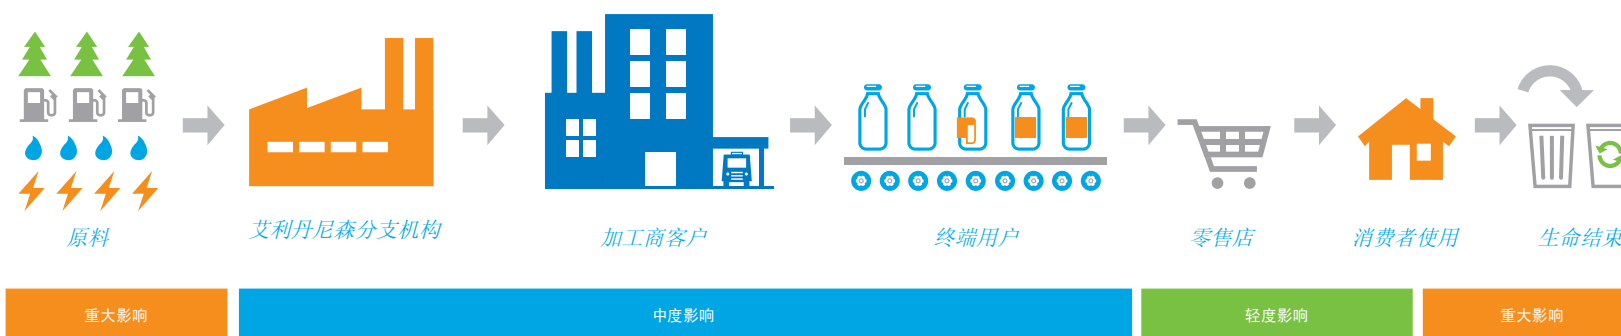 原料
艾利丹尼森分支机构
加工商客户
终端用户
零售店
消费者使用
生命结束
重大影响
中度影响
轻度影响
重大影响